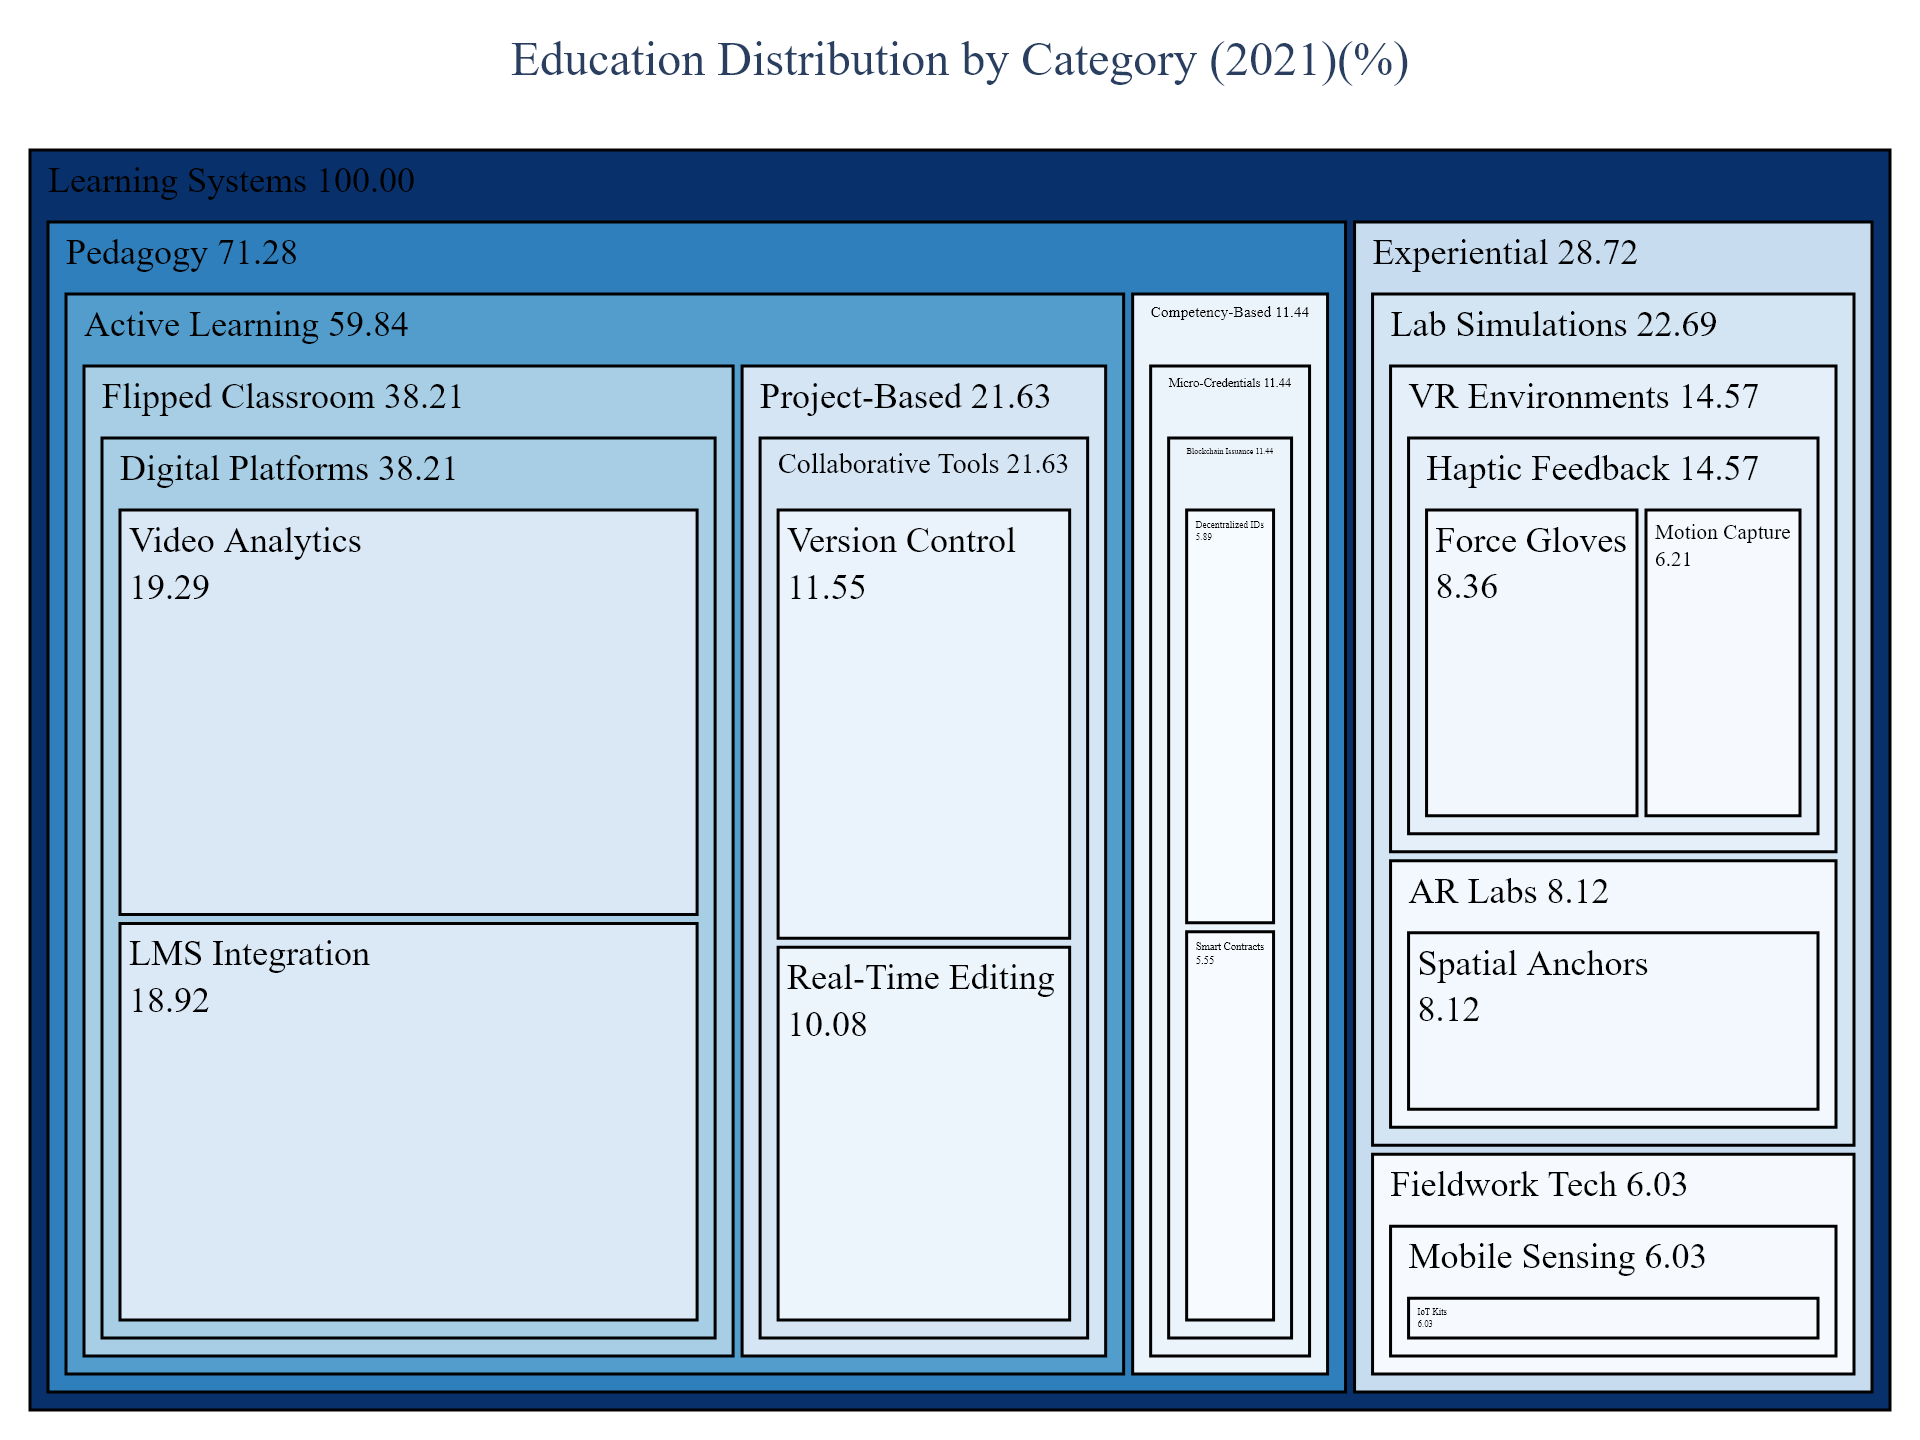 Education Distribution by Category (2021)(%)
Learning Systems 100.00
Pedagogy 71.28
Active Learning 59.84
Flipped Classroom 38.21
Digital Platforms 38.21
Video Analytics
19.29
LMS Integration
18.92
Project-Based 21.63
Collaborative Tools 21.63
Version Control
11.55
Real-Time Editing
10.08
Competency-Based 11.44
Micro-Credentials 11.44
Blockchain Issuance 11.44
Decentralized IDs
5.89
Smart Contracts
5.55
Experiential 28.72
Lab Simulations 22.69
VR Environments 14.57
Haptic Feedback 14.57
Force Gloves
8.36
Motion Capture
6.21
AR Labs 8.12
Spatial Anchors
8.12
Fieldwork Tech 6.03
Mobile Sensing 6.03
IoT Kits
6.03